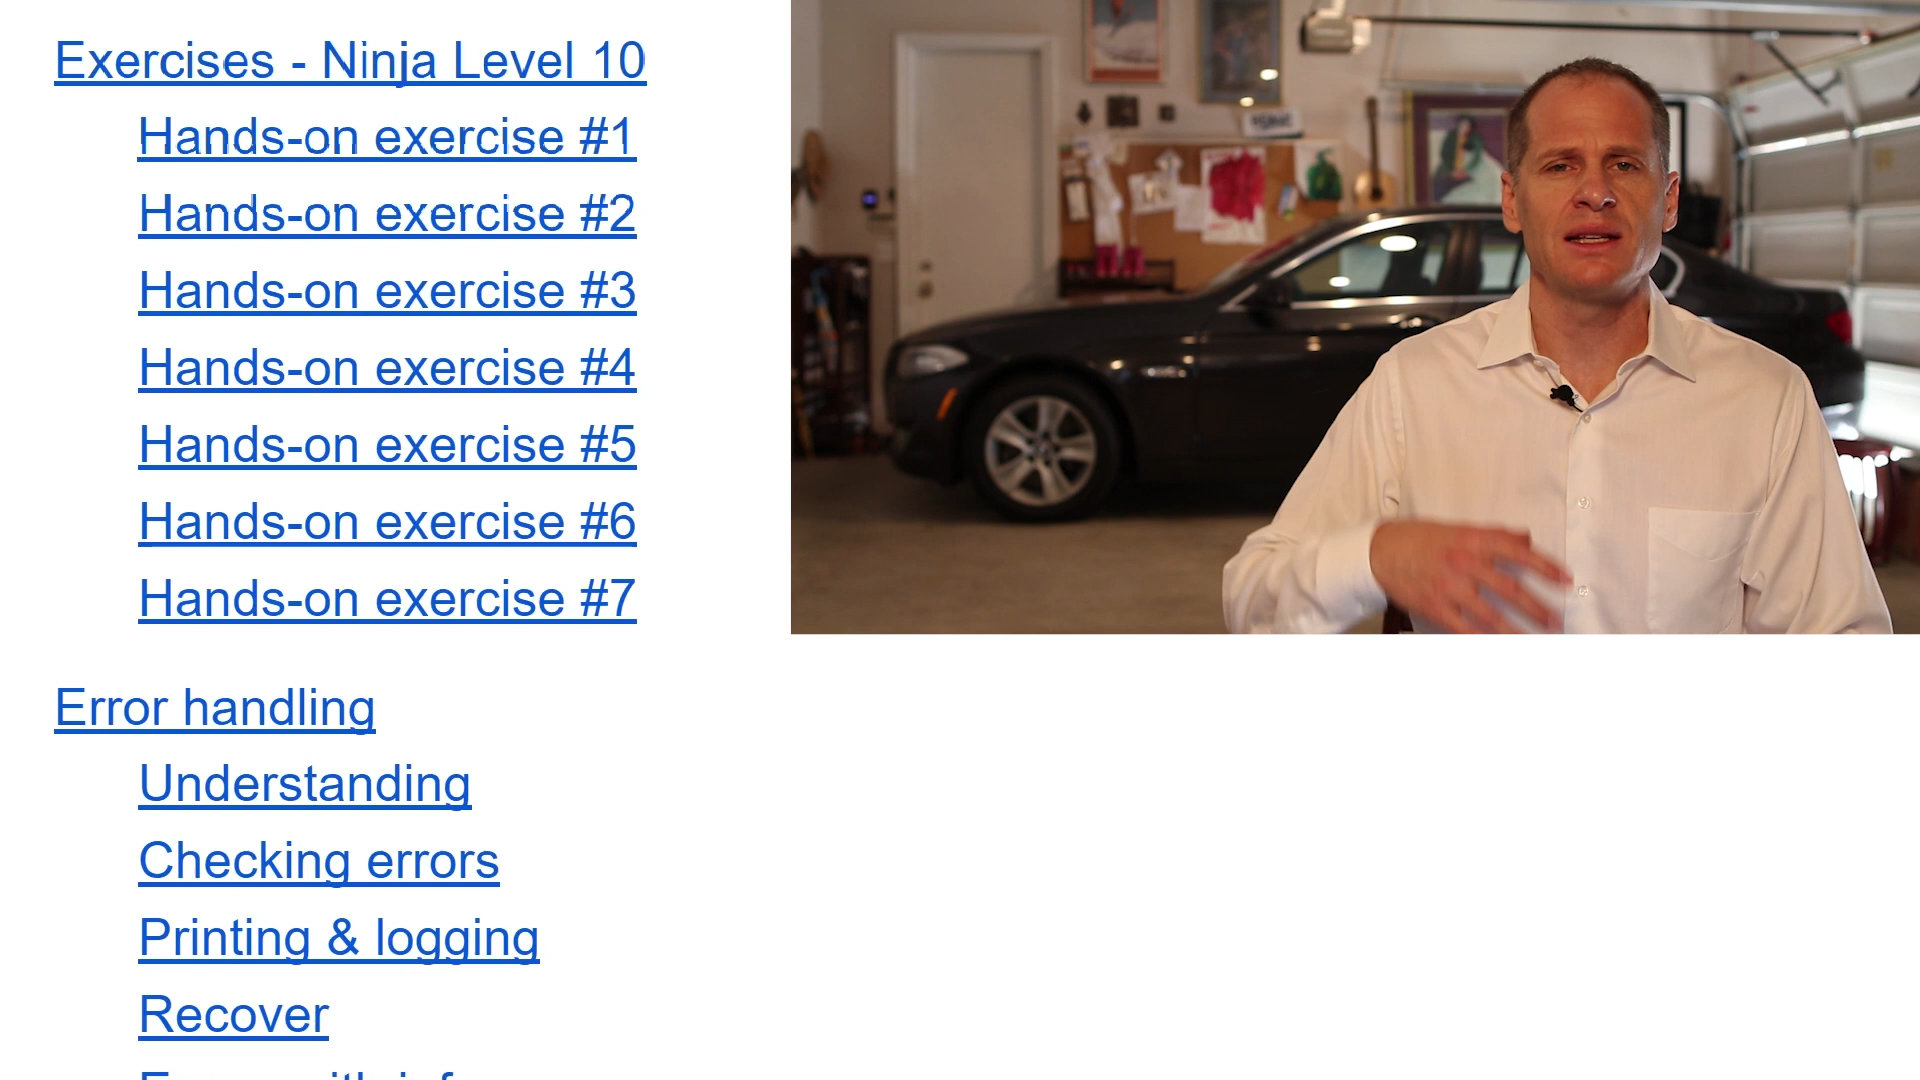 Exercises - Ninja Level 10
Hands-on exercise #1
Hands-on exercise #2
Hands-on exercise #3
Hands-on exercise #4
Hands-on exercise #5
Hands-on exercise #6
Hands-on exercise #7
Error handling
Understanding
Checking errors
Printing & logging
Recover